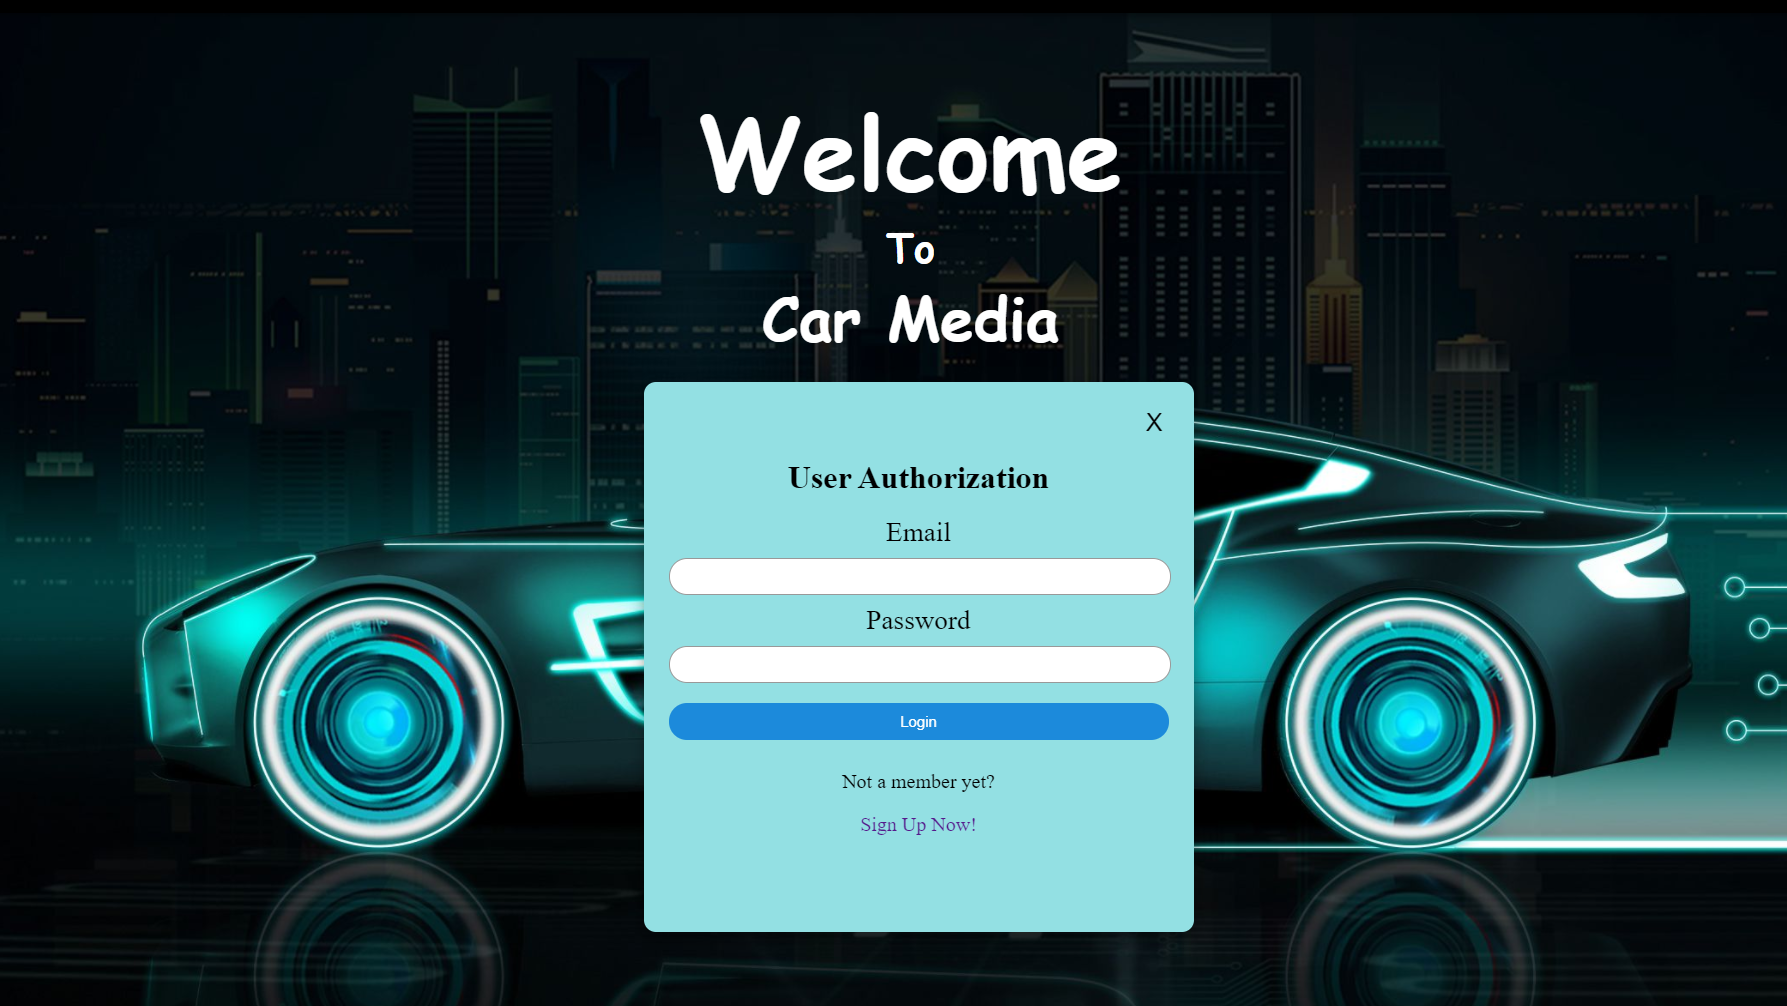 Welcome
To
Car Media
X
User Authorization
Email
Password
Login
Not a member yet?
Sign Up Now!